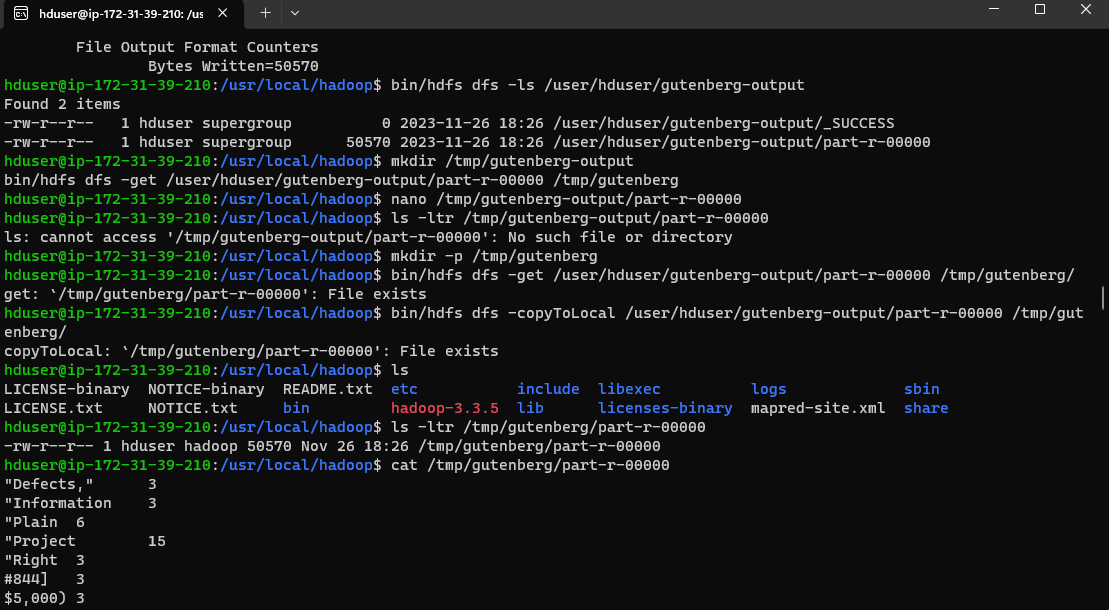 hduser@ip-172-31-39-210: /us
File Output Format Counters
Bytes Written=50570
hduser@ip-172-31-39-210:/usr/local/hadoop$ bin/hdfs dfs -ls /user/hduser/gutenberg-output
Found 2 items
-rw-r--r--   1 hduser supergroup          0 2023-11-26 18:26 /user/hduser/gutenberg-output/_SUCCESS
-rw-r--r--   1 hduser supergroup      50570 2023-11-26 18:26 /user/hduser/gutenberg-output/part-r-00000
hduser@ip-172-31-39-210:/usr/local/hadoop$ mkdir /tmp/gutenberg-output
bin/hdfs dfs -get /user/hduser/gutenberg-output/part-r-00000 /tmp/gutenberg
hduser@ip-172-31-39-210:/usr/local/hadoop$ nano /tmp/gutenberg-output/part-r-00000
hduser@ip-172-31-39-210:/usr/local/hadoop$ ls -ltr /tmp/gutenberg-output/part-r-00000
ls: cannot access '/tmp/gutenberg-output/part-r-00000': No such file or directory
hduser@ip-172-31-39-210:/usr/local/hadoop$ mkdir -p /tmp/gutenberg
hduser@ip-172-31-39-210:/usr/local/hadoop$ bin/hdfs dfs -get /user/hduser/gutenberg-output/part-r-00000 /tmp/gutenberg/
get: `/tmp/gutenberg/part-r-00000': File exists
hduser@ip-172-31-39-210:/usr/local/hadoop$ bin/hdfs dfs -copyToLocal /user/hduser/gutenberg-output/part-r-00000 /tmp/gut
enberg/
copyToLocal: `/tmp/gutenberg/part-r-00000': File exists
hduser@ip-172-31-39-210:/usr/local/hadoop$ ls
LICENSE-binary  NOTICE-binary  README.txt  etc           include  libexec          logs             sbin
LICENSE.txt     NOTICE.txt     bin         hadoop-3.3.5  lib      licenses-binary  mapred-site.xml  share
hduser@ip-172-31-39-210:/usr/local/hadoop$ ls -ltr /tmp/gutenberg/part-r-00000
-rw-r--r-- 1 hduser hadoop 50570 Nov 26 18:26 /tmp/gutenberg/part-r-00000
hduser@ip-172-31-39-210:/usr/local/hadoop$ cat /tmp/gutenberg/part-r-00000
"Defects,"      3
"Information    3
"Plain  6
"Project        15
"Right  3
#844]   3
$5,000) 3